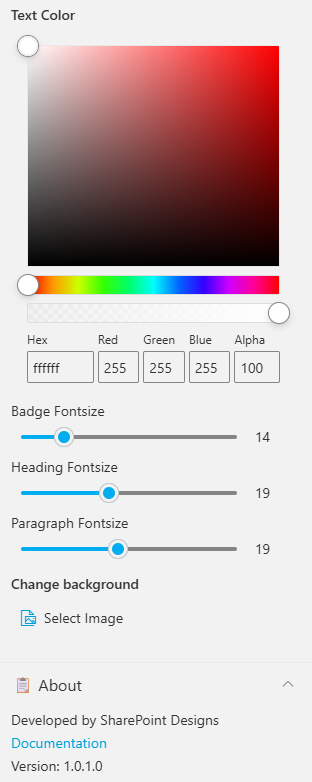 Text Color
Hex Red Green Blue Alpha
ffffff 255 255 255 100
Badge Fontsize
14
Heading Fontsize
19
Paragraph Fontsize
19
Change background
Select Image
About
Developed by SharePoint Designs
Documentation
Version: 1.0.1.0